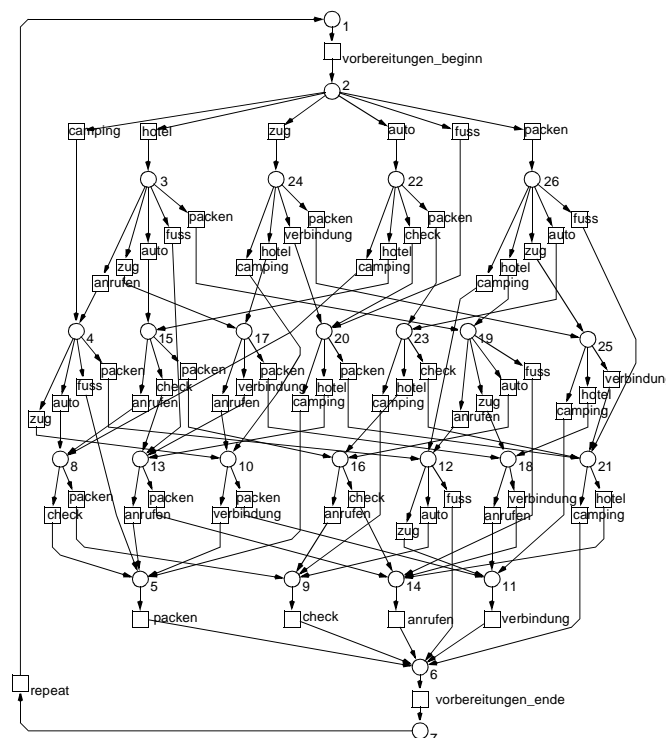 1
vorbereitungen_beginn
2
camping hotel zug auto fuss packen
3 24 22 26
packen packen packen fuss
fuss verbindung check auto
auto hotel hotel zug
zug camping camping hotel
anrufen camping
4 15 17 20 23 19 25
packen packen packen packen check fuss verbindung
fuss check verbindung hotel hotel auto hotel
auto anrufen anrufen camping camping zug camping
zug anrufen
8 13 10 16 12 18 21
packen packen packen check fuss verbindung hotel
check anrufen verbindung anrufen auto anrufen camping
zug
5 9 14 11
packen check anrufen verbindung
6
repeat
vorbereitungen_ende
7